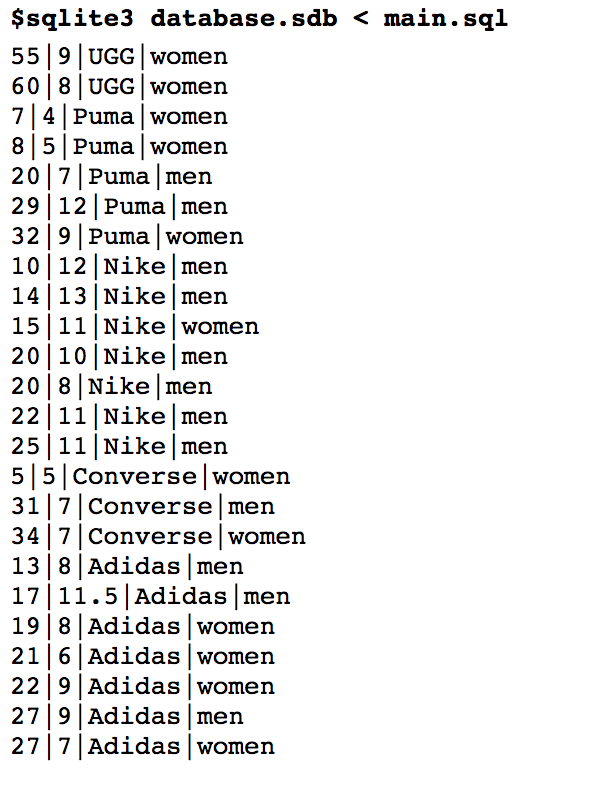 $sqlite3 database.sdb < main.sql
55|9|UGG|women
60|8|UGG|women
7|4|Puma|women
8|5|Puma|women
20|7|Puma|men
29|12|Puma|men
32|9|Puma|women
10|12|Nike|men
14|13|Nike|men
15|11|Nike|women
20|10|Nike|men
20|8|Nike|men
22|11|Nike|men
25|11|Nike|men
5|5|Converse|women
31|7|Converse|men
34|7|Converse|women
13|8|Adidas|men
17|11.5|Adidas|men
19|8|Adidas|women
21|6|Adidas|women
22|9|Adidas|women
27|9|Adidas|men
27|7|Adidas|women